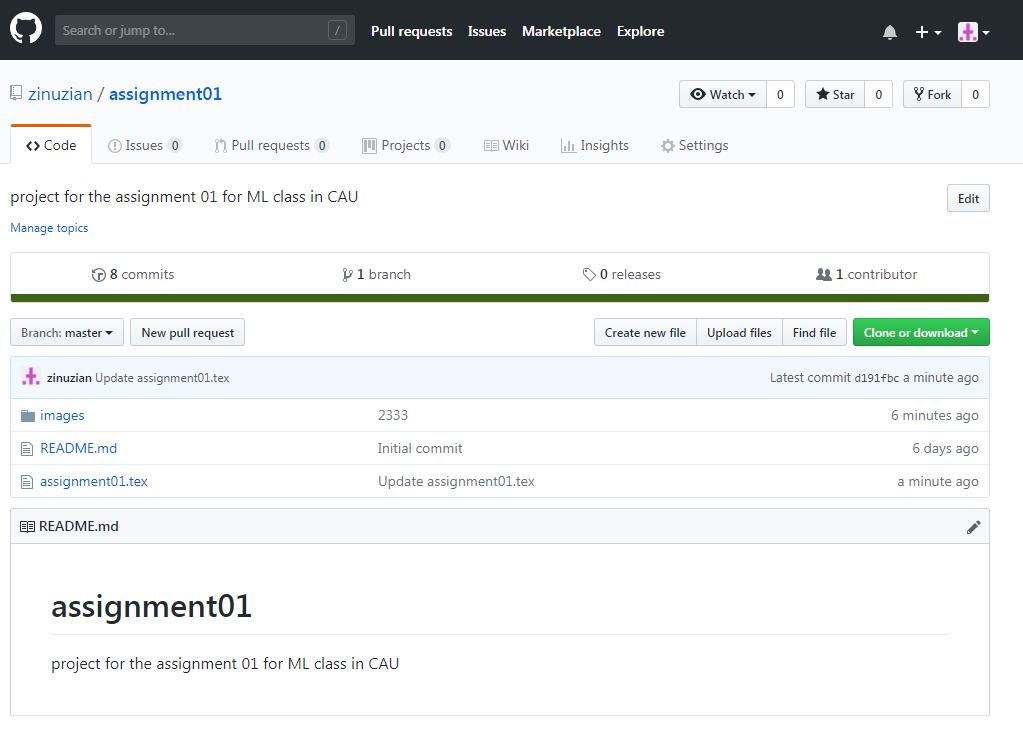 Search or jump to... / Pull requests Issues Marketplace Explore
zinuzian / assignment01 Watch 0 Star 0 Fork 0
Code Issues 0 Pull requests 0 Projects 0 Wiki Insights Settings
project for the assignment 01 for ML class in CAU Edit
Manage topics
8 commits 1 branch 0 releases 1 contributor
Branch: master New pull request Create new file Upload files Find file Clone or download
zinuzian Update assignment01.tex Latest commit d191fbc a minute ago
images 2333 6 minutes ago
README.md Initial commit 6 days ago
assignment01.tex Update assignment01.tex a minute ago
README.md
assignment01
project for the assignment 01 for ML class in CAU